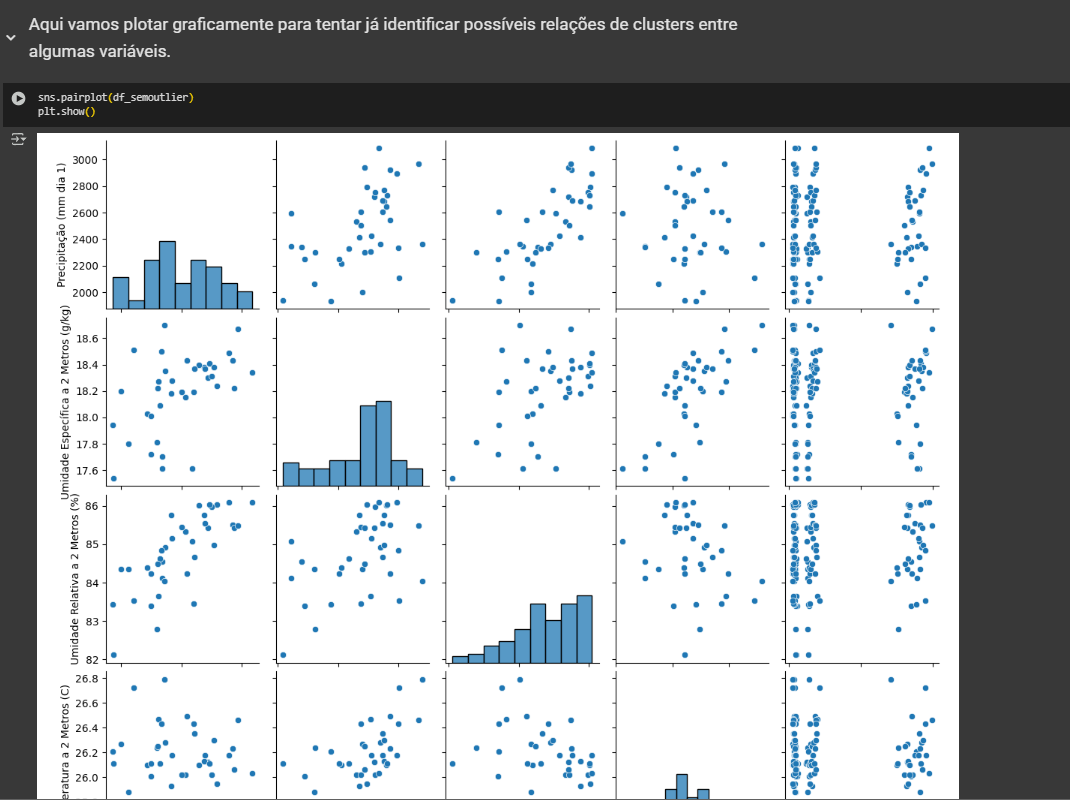 Aqui vamos plotar graficamente para tentar já identificar possíveis relações de clusters entre
algumas variáveis.
sns.pairplot(df_semoutlier)
plt.show()
Precipitação (mm dia 1)
3000
2800
2600
2400
2200
2000
Umidade Específica a 2 Metros (g/kg)
18.6
18.4
18.2
18.0
17.8
17.6
Umidade Relativa a 2 Metros (%)
86
85
84
83
82
eratura a 2 Metros (C)
26.8
26.6
26.4
26.2
26.0